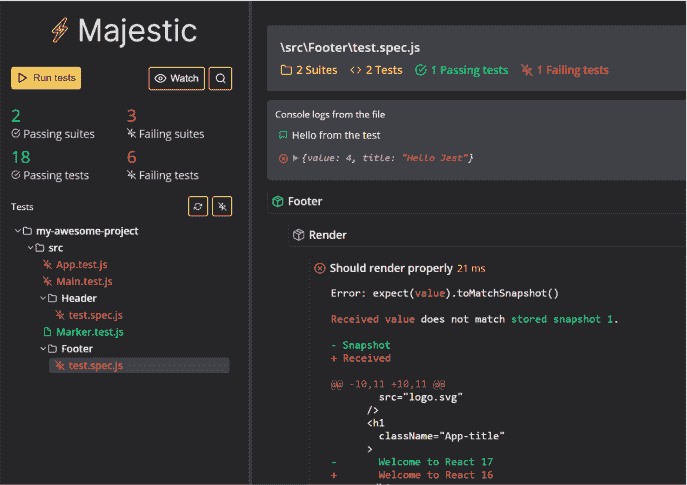 Majestic
Run tests
Watch
2
3
Passing suites
Failing suites
18
6
Passing tests
Failing tests
Tests
my-awesome-project
src
App.test.js
Main.test.js
Header
test.spec.js
Marker.test.js
Footer
test.spec.js
\src\Footer\test.spec.js
2 Suites <> 2 Tests 1 Passing tests 1 Failing tests
Console logs from the file
Hello from the test
{value: 4, title: "Hello Jest"}
Footer
Render
Should render properly 21 ms
Error: expect(value).toMatchSnapshot()
Received value does not match stored snapshot 1.
- Snapshot
+ Received
@@ -10,11 +10,11 @@
src="logo.svg"
/>
<h1
className="App-title"
>
- Welcome to React 17
+ Welcome to React 16